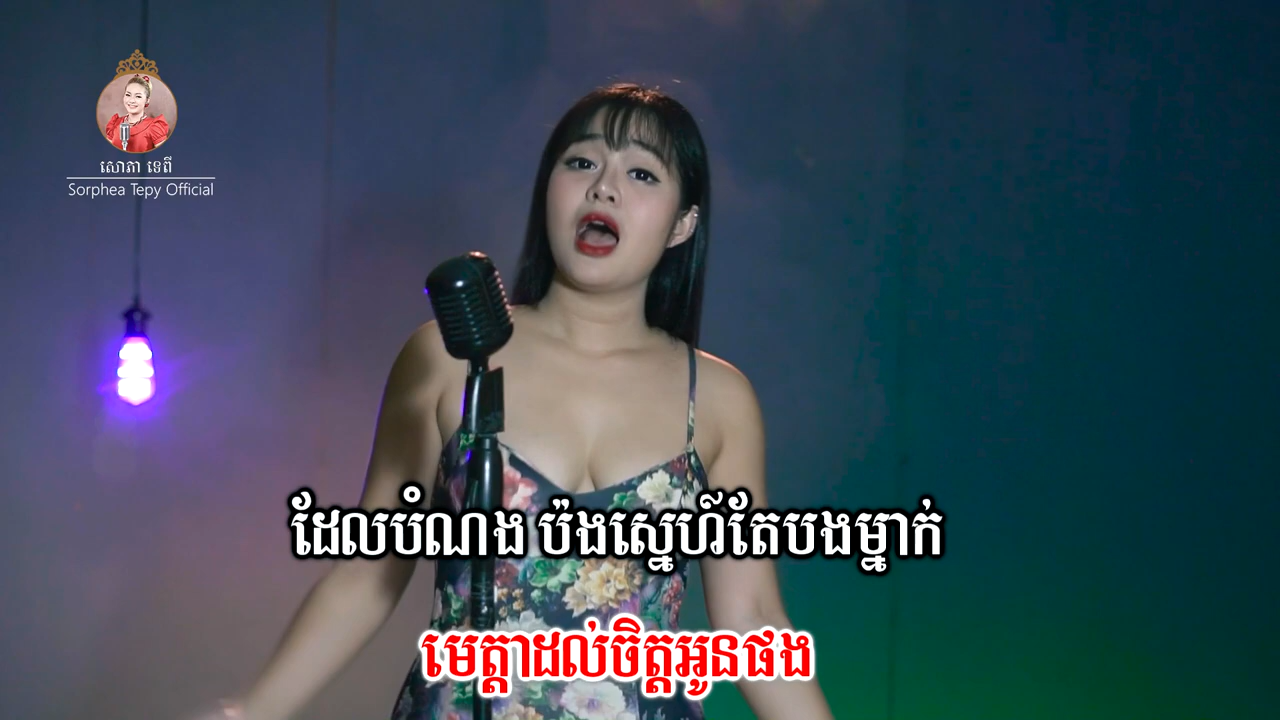 សោភា ទេពី
Sorphea Tepy Official
ដែលបំណង ប៉ងស្នេហ៍តែបងម្នាក់
មេត្តាដល់ចិត្តអូនផង